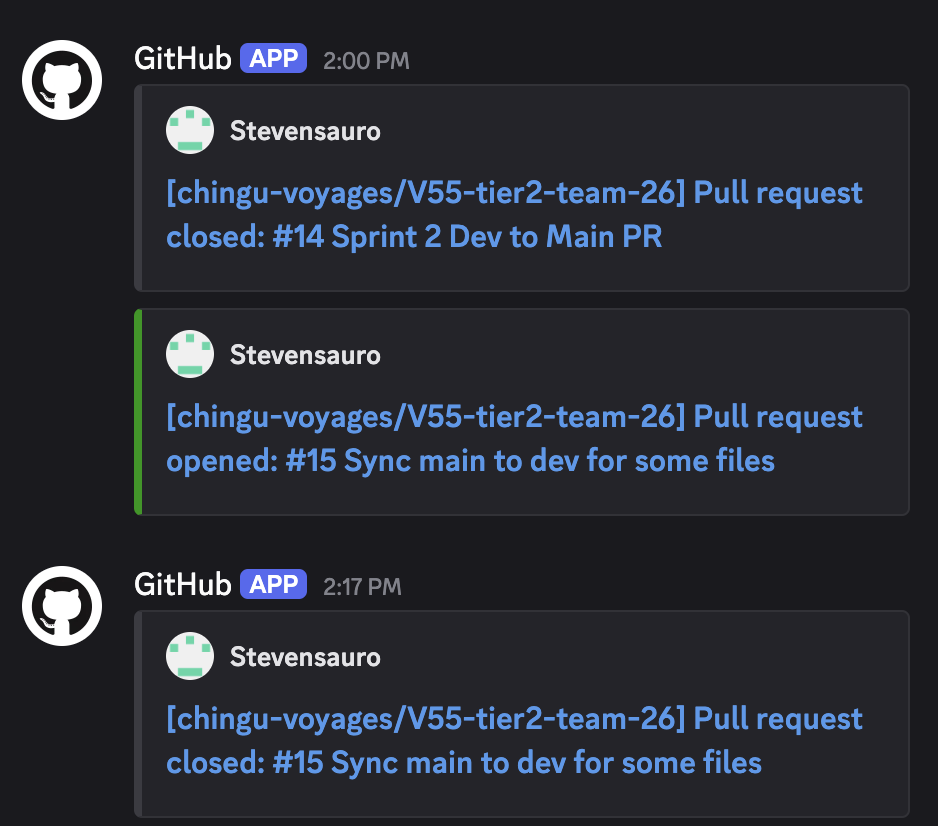 GitHub APP 2:00 PM
Stevensauro
[chingu-voyages/V55-tier2-team-26] Pull request
closed: #14 Sprint 2 Dev to Main PR
Stevensauro
[chingu-voyages/V55-tier2-team-26] Pull request
opened: #15 Sync main to dev for some files
GitHub APP 2:17 PM
Stevensauro
[chingu-voyages/V55-tier2-team-26] Pull request
closed: #15 Sync main to dev for some files